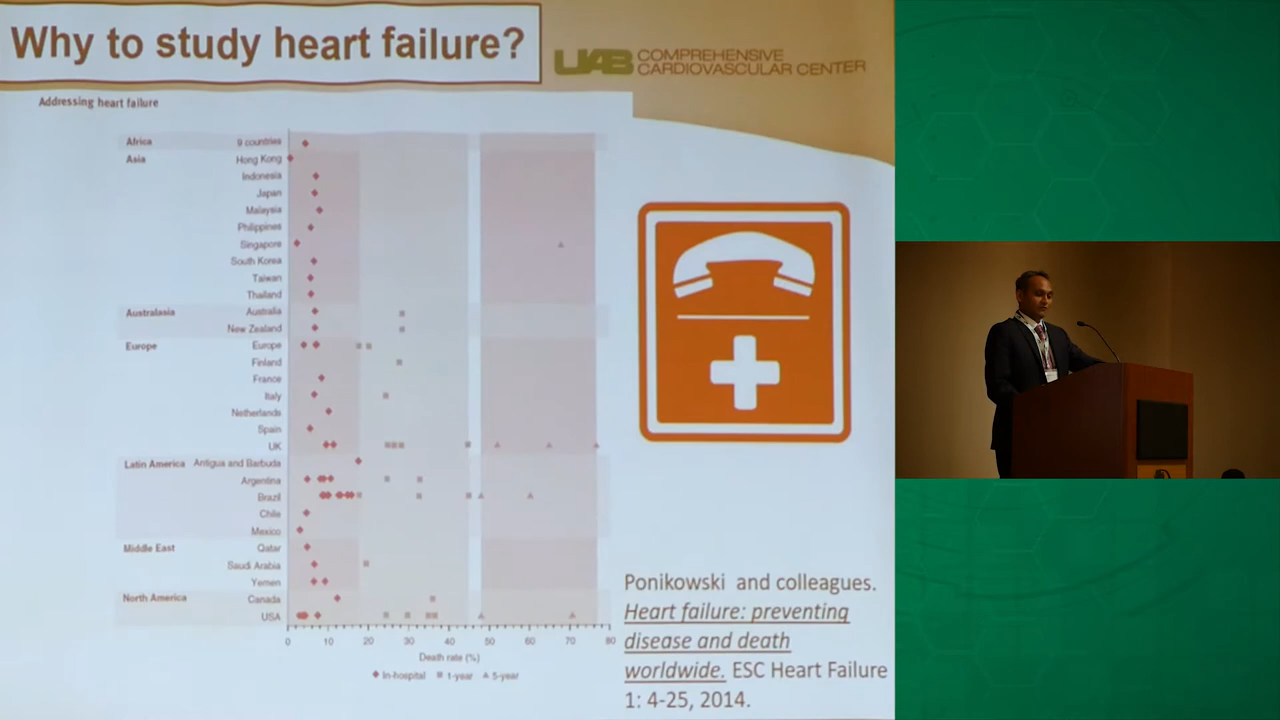 Why to study heart failure?
UAB COMPREHENSIVE
CARDIOVASCULAR CENTER
Addressing heart failure
Africa 9 countries
Asia Hong Kong
Indonesia
Japan
Malaysia
Philippines
Singapore
South Korea
Taiwan
Thailand
Australasia Australia
New Zealand
Europe Europe
Finland
France
Italy
Netherlands
Spain
UK
Latin America Antigua and Barbuda
Argentina
Brazil
Chile
Mexico
Middle East Qatar
Saudi Arabia
Yemen
North America Canada
USA
0 10 20 30 40 50 60 70 80
Death rate (%)
In-hospital 1-year 5-year
Ponikowski and colleagues.
Heart failure: preventing
disease and death
worldwide. ESC Heart Failure
1: 4-25, 2014.